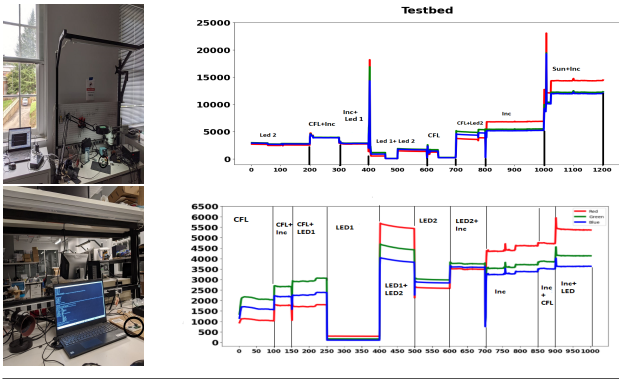 Testbed
25000
20000
15000
10000
5000
0
Led 2
CFL+Inc
Inc+
Led 1
Led 1+ Led 2
CFL
CFL+Led2
Inc
Sun+Inc
0 100 200 300 400 500 600 700 800 900 1000 1100 1200
6500
6000
5500
5000
4500
4000
3500
3000
2500
2000
1500
1000
500
0
CFL
CFL+
Inc
CFL+
LED1
LED1
LED1+
LED2
LED2
LED2+
Inc
Inc
Inc
+
CFL
Inc+
LED
Red
Green
Blue
0 50 100 150 200 250 300 350 400 450 500 550 600 650 700 750 800 850 900 950 1000